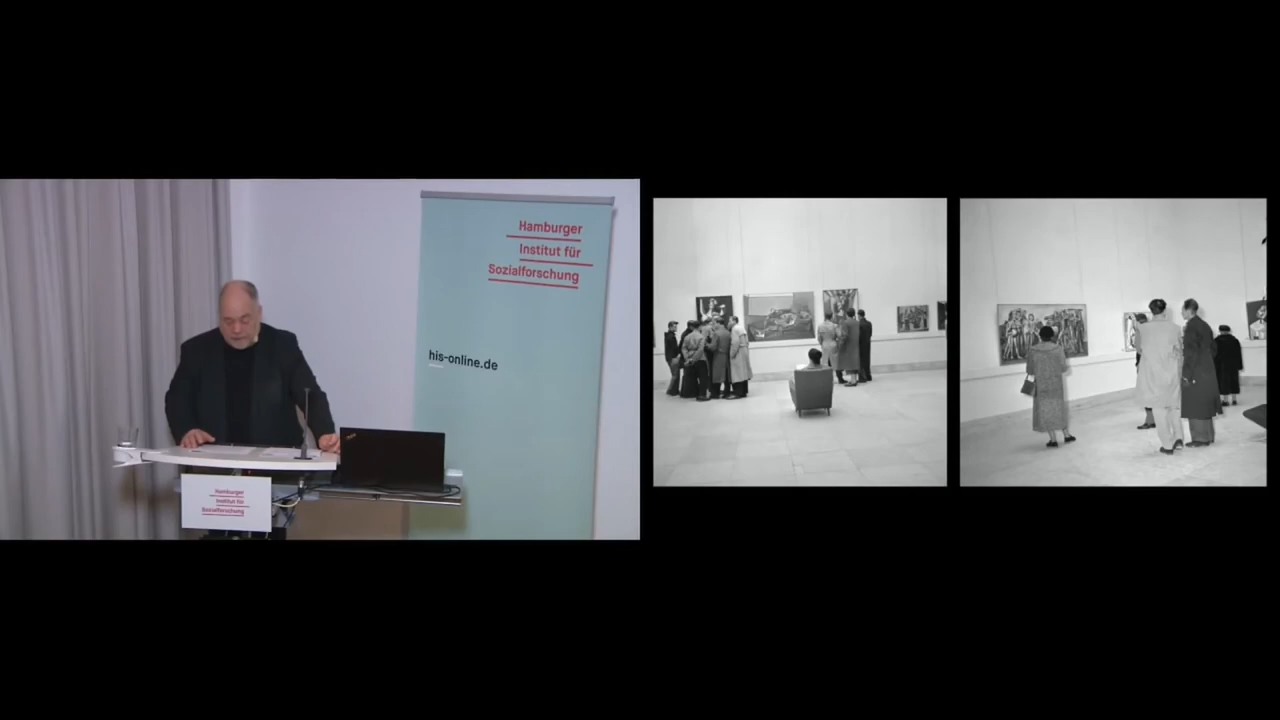 Hamburger
Institut für
Sozialforschung
his-online.de
Hamburger
Institut für
Sozialforschung